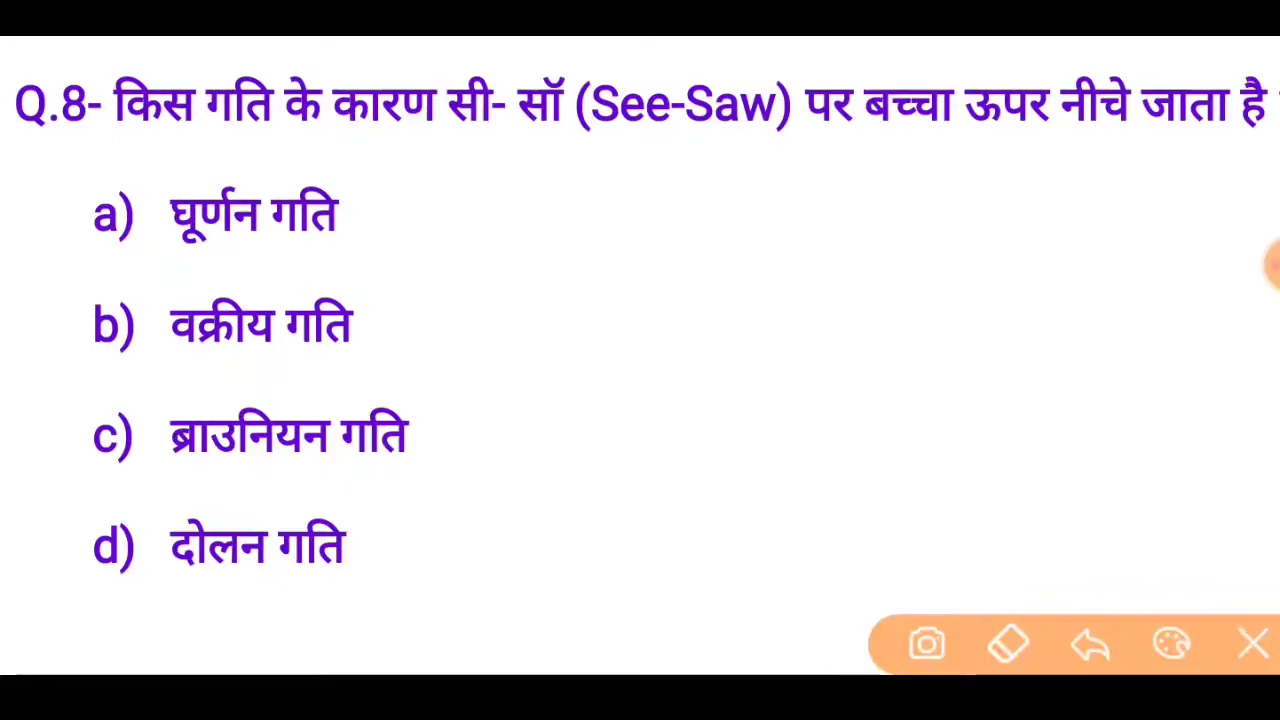 Q.8- किस गति के कारण सी- सॉ (See-Saw) पर बच्चा ऊपर नीचे जाता है
a) घूर्णन गति
b) वक्रीय गति
c) ब्राउनियन गति
d) दोलन गति